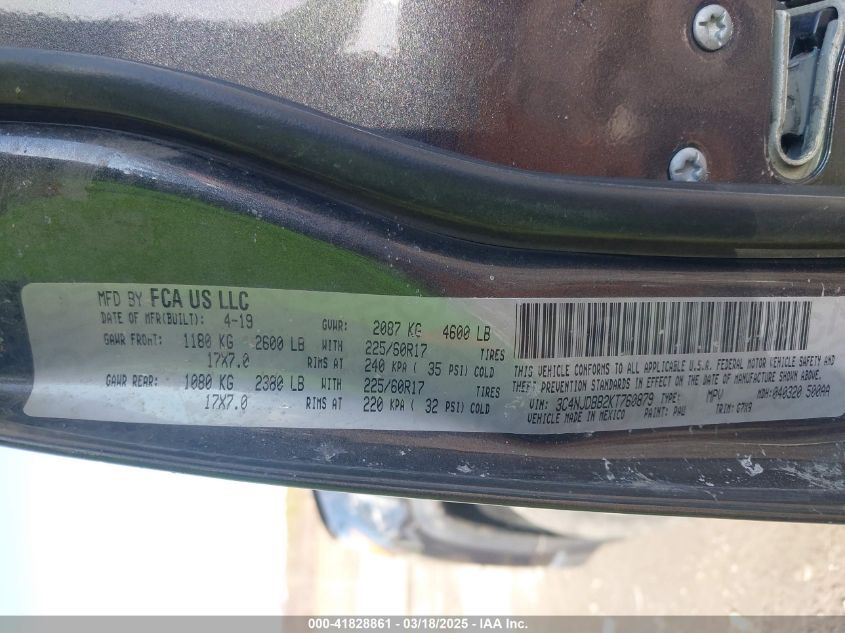 MFD BY FCA US LLC
DATE OF MFR(BUILT): 4-19 GVWR: 2087 KG 4600 LB
GAWR FRONT: 1180 KG 2600 LB WITH 225/60R17 TIRES
17X7.0 RIMS AT 240 KPA ( 35 PSI) COLD
GAWR REAR: 1080 KG 2380 LB WITH 225/60R17 TIRES
17X7.0 RIMS AT 220 KPA ( 32 PSI) COLD
THIS VEHICLE CONFORMS TO ALL APPLICABLE U.S.A. FEDERAL MOTOR VEHICLE SAFETY AND
THEFT PREVENTION STANDARDS IN EFFECT ON THE DATE OF MANUFACTURE SHOWN ABOVE.
VIN: 3C4NJDBB2KT760879 TYPE: MPV MDH: 040320 500AA
VEHICLE MADE IN MEXICO PAINT: PAU TRIM: G7X9
000-41828861 - 03/18/2025 - IAA Inc.